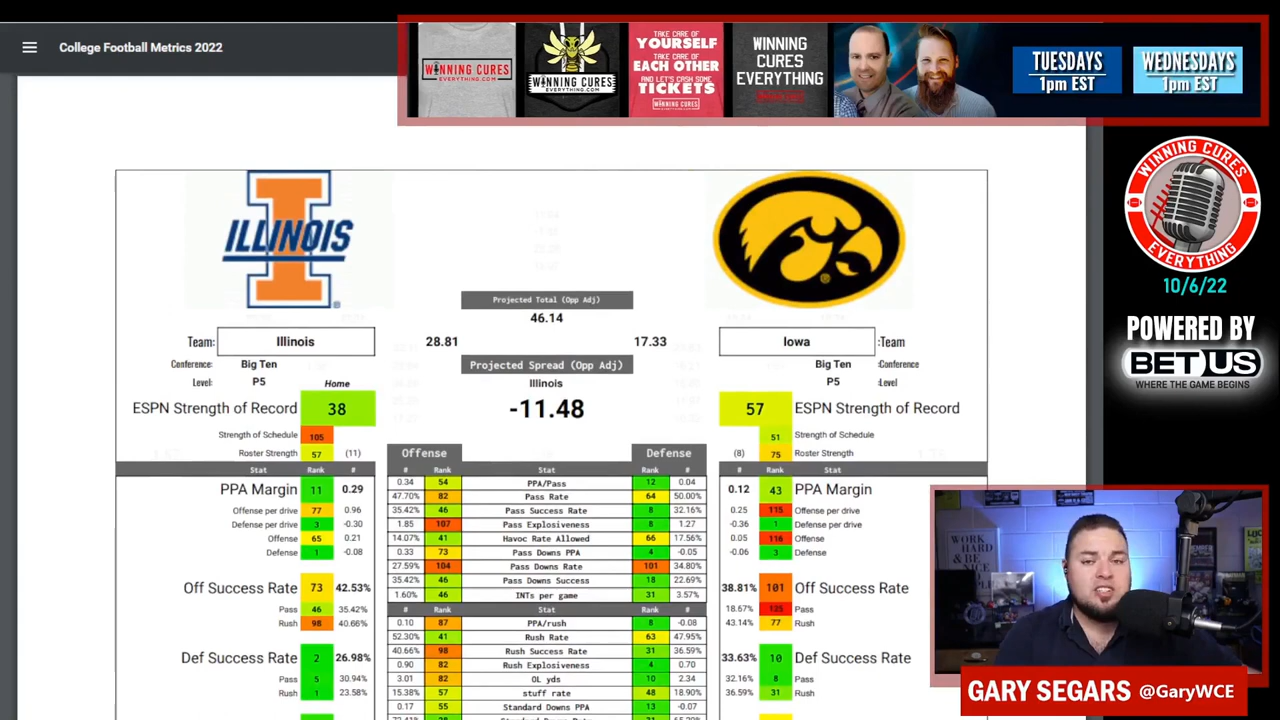 College Football Metrics 2022
WINNING CURES
EVERYTHING.COM
WINNING CURES
EVERYTHING.COM
TAKE CARE OF
YOURSELF
TAKE CARE OF
EACH OTHER
AND LET'S CASH SOME
TICKETS
WINNING CURES
WINNING
CURES
EVERYTHING
TUESDAYS
1pm EST
WEDNESDAYS
1pm EST
WINNING CURES
EVERYTHING
10/6/22
POWERED BY
BETUS
WHERE THE GAME BEGINS
ILLINOIS
Projected Total (Opp Adj)
46.14
Team: Illinois 28.81 17.33 Iowa :Team
Conference: Big Ten Projected Spread (Opp Adj) Big Ten :Conference
Level: P5 Home Illinois P5 :Level
ESPN Strength of Record 38 -11.48 57 ESPN Strength of Record
Strength of Schedule 105 51 Strength of Schedule
Roster Strength 57 (11) Offense Defense (8) 75 Roster Strength
Stat Rank # # Rank Stat Rank # # Rank Stat
PPA Margin 11 0.29 0.34 54 PPA/Pass 12 0.04 0.12 43 PPA Margin
47.70% 82 Pass Rate 64 50.00%
Offense per drive 77 0.96 35.42% 46 Pass Success Rate 8 32.16% 0.25 115 Offense per drive
Defense per drive 3 -0.30 1.85 107 Pass Explosiveness 8 1.27 -0.36 1 Defense per drive
Offense 65 0.21 14.07% 41 Havoc Rate Allowed 66 17.56% 0.05 116 Offense
Defense 1 -0.08 0.33 73 Pass Downs PPA 4 -0.05 -0.06 3 Defense
27.59% 104 Pass Downs Rate 101 34.80%
Off Success Rate 73 42.53% 35.42% 46 Pass Downs Success 18 22.69% 38.81% 101 Off Success Rate
1.60% 46 INTs per game 31 3.57%
Pass 46 35.42% # Rank Stat Rank # 18.67% Pass
Rush 98 40.66% 0.10 87 PPA/rush 8 -0.08 43.14% 77 Rush
52.30% 41 Rush Rate 63 47.95%
Def Success Rate 2 26.98% 40.66% 98 Rush Success Rate 31 36.59% 33.63% 10 Def Success Rate
0.90 82 Rush Explosiveness 4 0.70
Pass 5 30.94% 3.01 82 OL yds 10 2.34 32.16% 8 Pass
Rush 1 23.58% 15.38% 57 stuff rate 48 18.90% 36.59% 31 Rush
0.17 55 Standard Downs PPA 13 -0.07
GARY SEGARS @GaryWCE